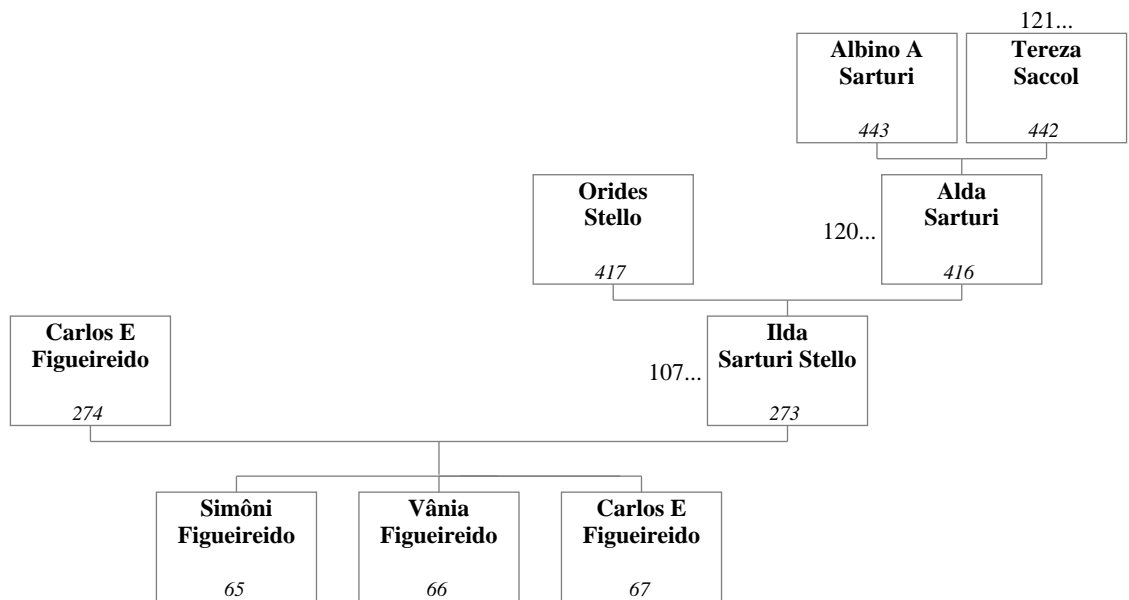 121...
Albino A
Sarturi
443
Tereza
Saccol
442
Orides
Stello
417
120...
Alda
Sarturi
416
Carlos E
Figueireido
274
107...
Ilda
Sarturi Stello
273
Simôni
Figueireido
65
Vânia
Figueireido
66
Carlos E
Figueireido
67